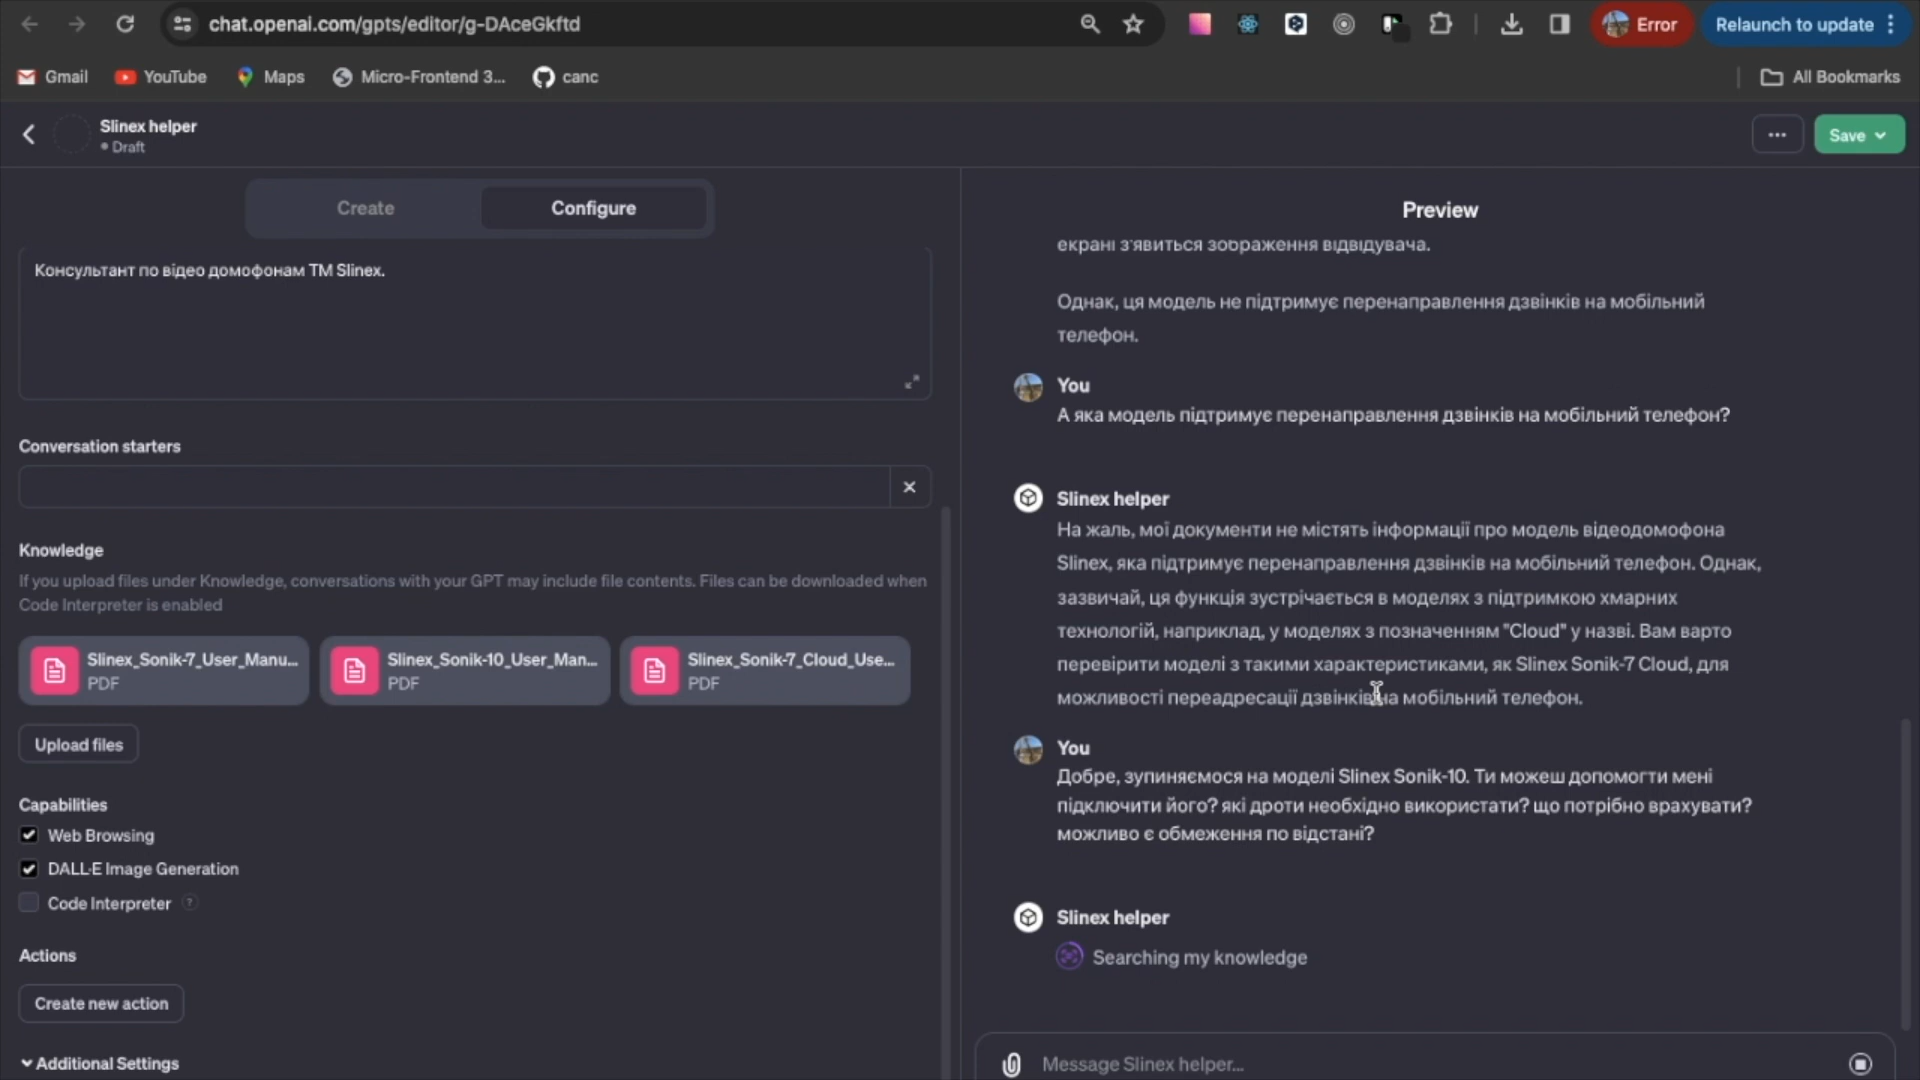 chat.openai.com/gpts/editor/g-DAceGkftd
Error
Relaunch to update
Gmail
YouTube
Maps
Micro-Frontend 3...
canc
All Bookmarks
Slinex helper
Draft
Save
Create
Configure
Консультант по відео домофонам ТМ Slinex.
Conversation starters
Knowledge
If you upload files under Knowledge, conversations with your GPT may include file contents. Files can be downloaded when
Code Interpreter is enabled
Slinex_Sonik-7_User_Manu...
PDF
Slinex_Sonik-10_User_Man...
PDF
Slinex_Sonik-7_Cloud_Use...
PDF
Upload files
Capabilities
Web Browsing
DALL·E Image Generation
Code Interpreter ?
Actions
Create new action
Additional Settings
Preview
екрані з'явиться зображення відвідувача.
Однак, ця модель не підтримує перенаправлення дзвінків на мобільний
телефон.
You
А яка модель підтримує перенаправлення дзвінків на мобільний телефон?
Slinex helper
На жаль, мої документи не містять інформації про модель відеодомофона
Slinex, яка підтримує перенаправлення дзвінків на мобільний телефон. Однак,
зазвичай, ця функція зустрічається в моделях з підтримкою хмарних
технологій, наприклад, у моделях з позначенням "Cloud" у назві. Вам варто
перевірити моделі з такими характеристиками, як Slinex Sonik-7 Cloud, для
можливості переадресації дзвінків на мобільний телефон.
You
Добре, зупиняємося на моделі Slinex Sonik-10. Ти можеш допомогти мені
підключити його? які дроти необхідно використати? що потрібно врахувати?
можливо є обмеження по відстані?
Slinex helper
Searching my knowledge
Message Slinex helper...